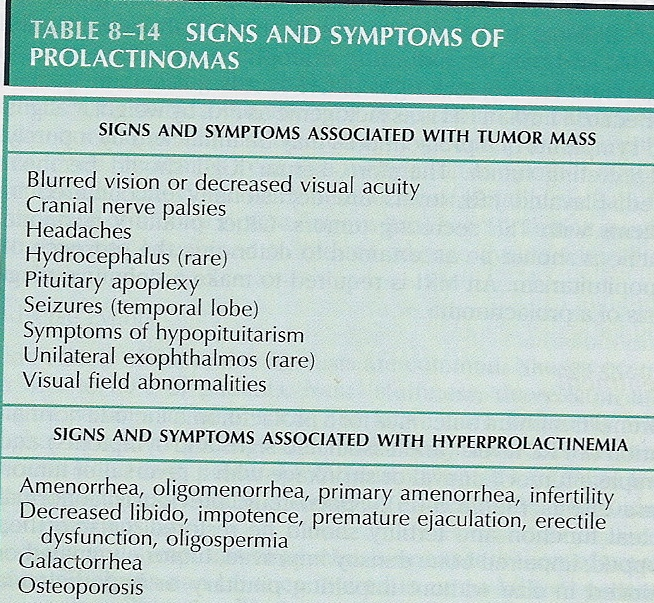 TABLE 8–14 SIGNS AND SYMPTOMS OF
PROLACTINOMAS
SIGNS AND SYMPTOMS ASSOCIATED WITH TUMOR MASS
Blurred vision or decreased visual acuity
Cranial nerve palsies
Headaches
Hydrocephalus (rare)
Pituitary apoplexy
Seizures (temporal lobe)
Symptoms of hypopituitarism
Unilateral exophthalmos (rare)
Visual field abnormalities
SIGNS AND SYMPTOMS ASSOCIATED WITH HYPERPROLACTINEMIA
Amenorrhea, oligomenorrhea, primary amenorrhea, infertility
Decreased libido, impotence, premature ejaculation, erectile
dysfunction, oligospermia
Galactorrhea
Osteoporosis